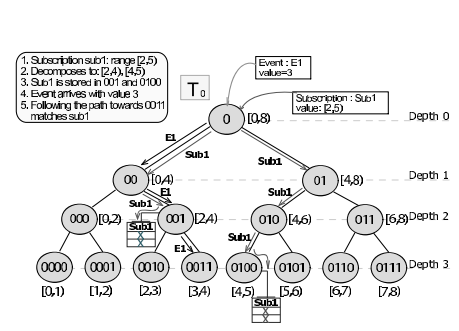 1. Subscription sub1: range [2,5)
2. Decomposes to: [2,4), [4,5)
3. Sub1 is stored in 001 and 0100
4. Event arrives with value 3
5. Following the path towards 0011
matches sub1
T0
Event : E1
value=3
Subscription : Sub1
value: [2,5)
0 [0,8) Depth 0
E1
Sub1 Sub1
00 [0,4) 01 [4,8) Depth 1
E1
Sub1 Sub1
000 [0,2) 001 [2,4) 010 [4,6) 011 [6,8) Depth 2
Sub1
E1 Sub1
0000 0001 0010 0011 0100 0101 0110 0111 Depth 3
[0,1) [1,2) [2,3) [3,4) [4,5) [5,6) [6,7) [7,8)
Sub1